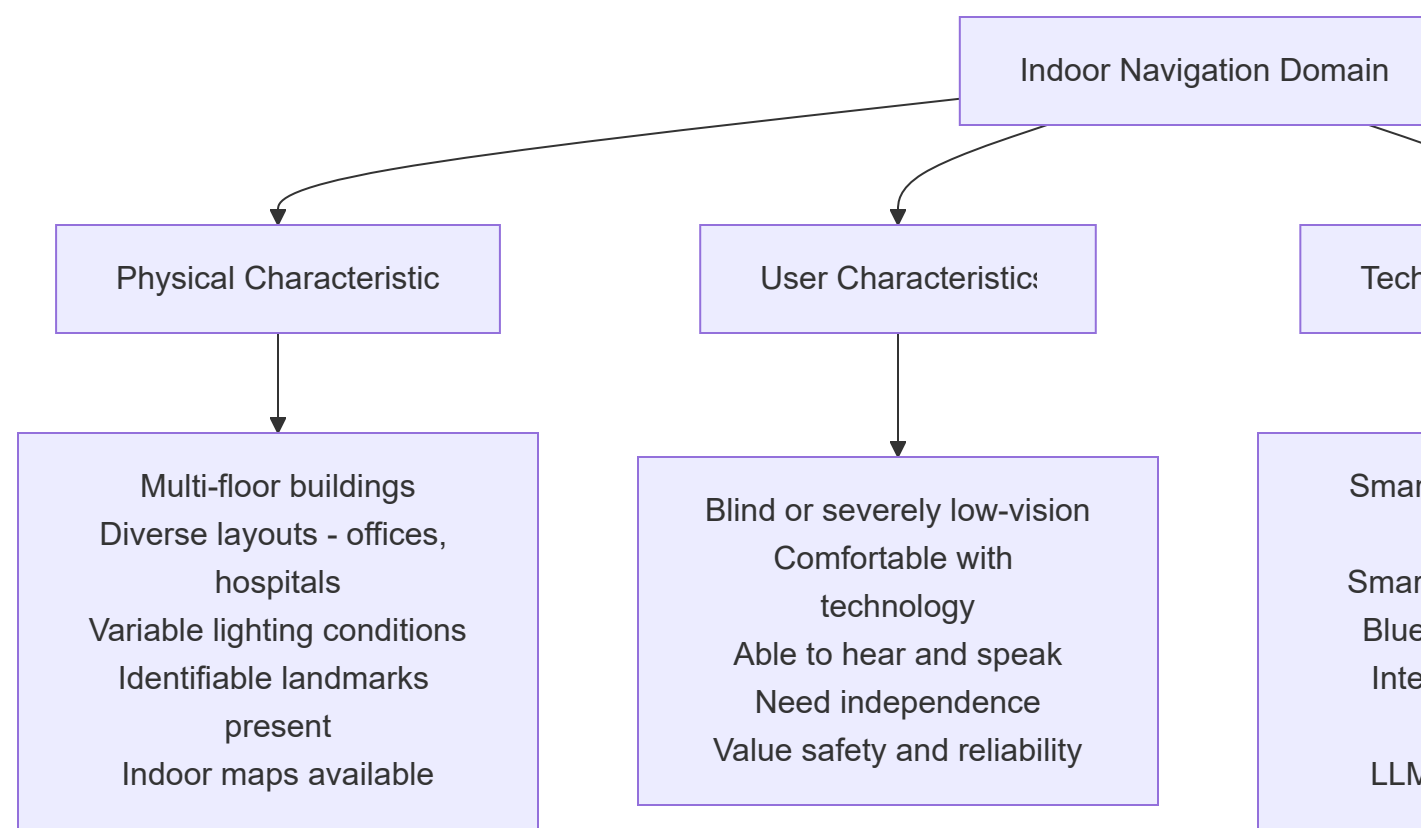 Indoor Navigation Domain
Physical Characteristic
User Characteristics
Multi-floor buildings
Diverse layouts - offices,
hospitals
Variable lighting conditions
Identifiable landmarks
present
Indoor maps available
Blind or severely low-vision
Comfortable with
technology
Able to hear and speak
Need independence
Value safety and reliability